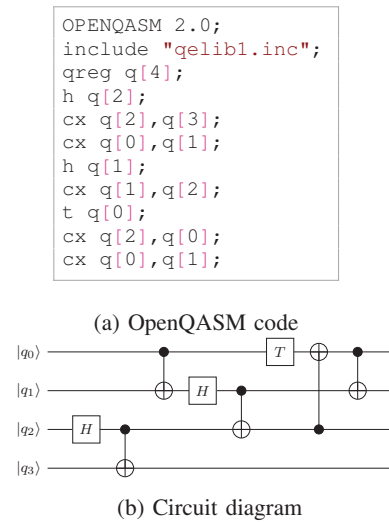 OPENQASM 2.0;
include "qelib1.inc";
qreg q[4];
h q[2];
cx q[2],q[3];
cx q[0],q[1];
h q[1];
cx q[1],q[2];
t q[0];
cx q[2],q[0];
cx q[0],q[1];
(a) OpenQASM code
|q₀⟩ T
|q₁⟩ H
|q₂⟩ H
|q₃⟩
(b) Circuit diagram